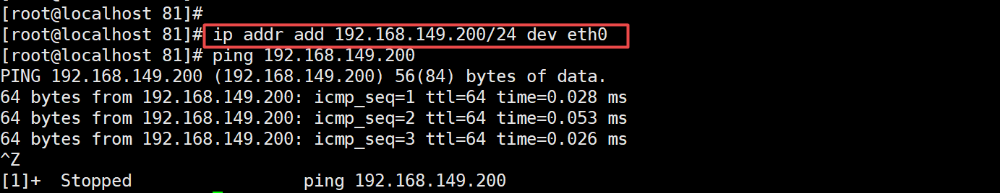 [root@localhost 81]#
[root@localhost 81]# ip addr add 192.168.149.200/24 dev eth0
[root@localhost 81]# ping 192.168.149.200
PING 192.168.149.200 (192.168.149.200) 56(84) bytes of data.
64 bytes from 192.168.149.200: icmp_seq=1 ttl=64 time=0.028 ms
64 bytes from 192.168.149.200: icmp_seq=2 ttl=64 time=0.053 ms
64 bytes from 192.168.149.200: icmp_seq=3 ttl=64 time=0.026 ms
^Z
[1]+  Stopped                 ping 192.168.149.200